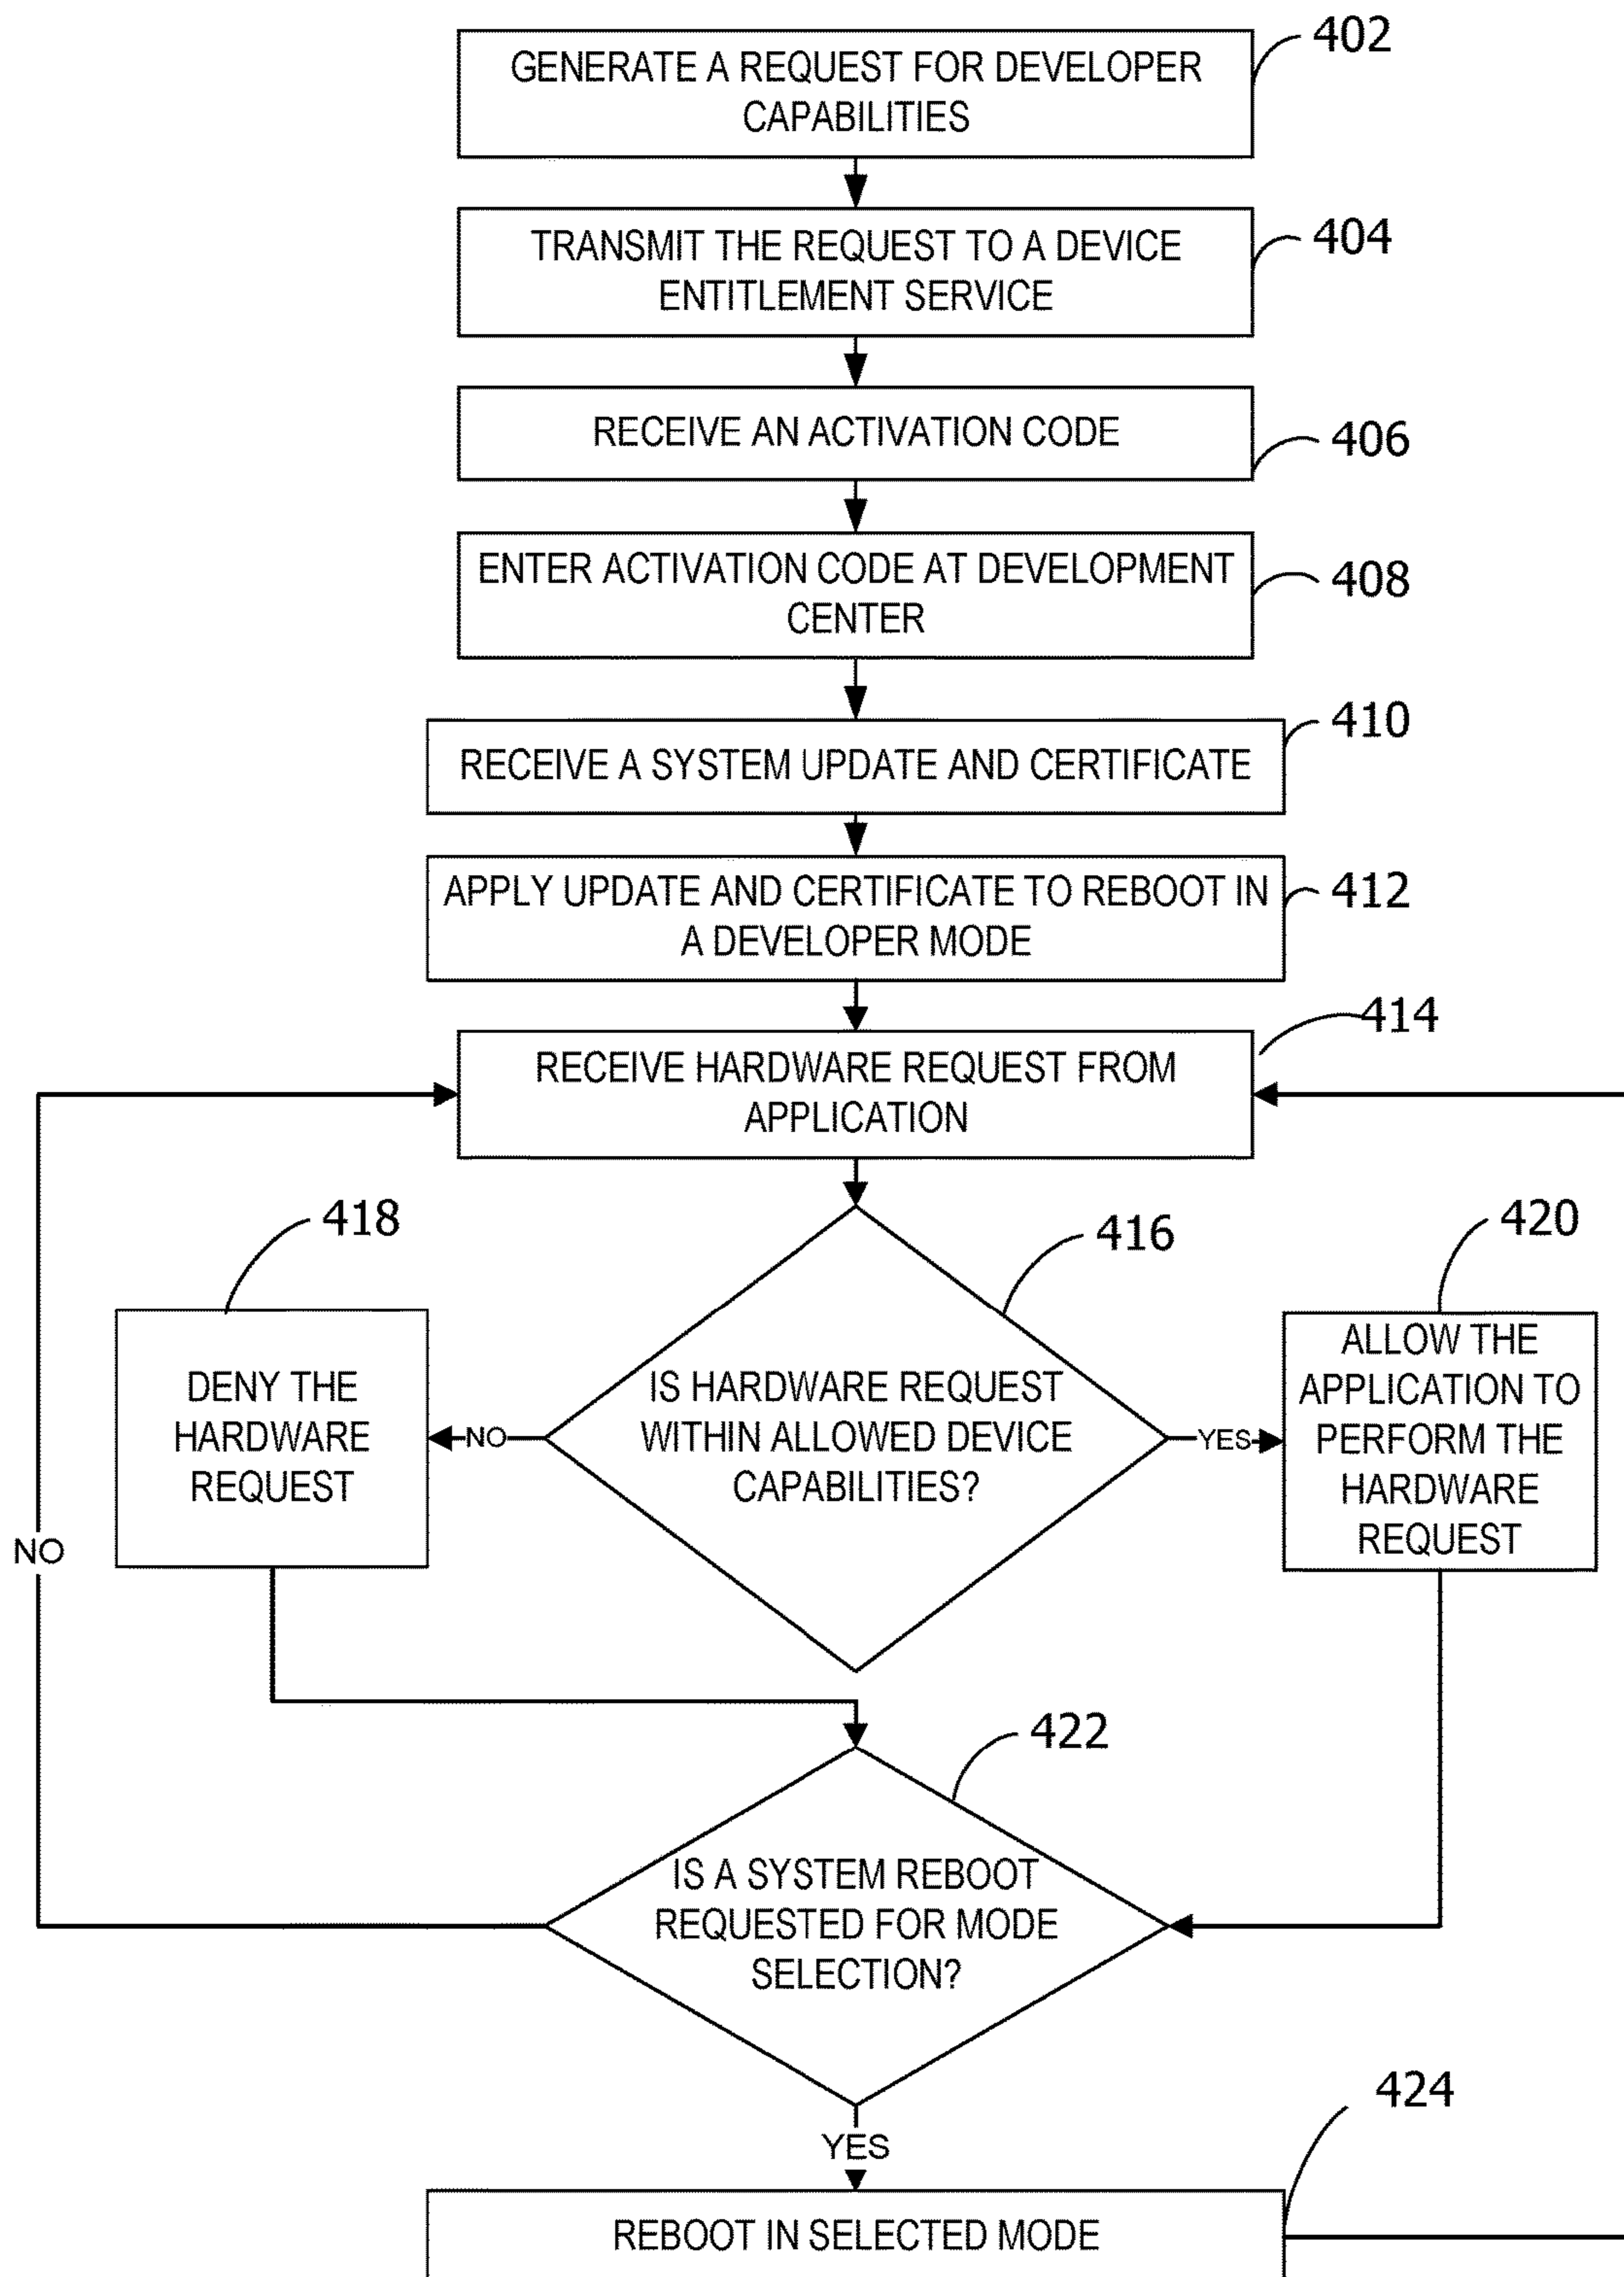 402
GENERATE A REQUEST FOR DEVELOPER
CAPABILITIES
404
TRANSMIT THE REQUEST TO A DEVICE
ENTITLEMENT SERVICE
RECEIVE AN ACTIVATION CODE
406
ENTER ACTIVATION CODE AT DEVELOPMENT
CENTER
408
410
RECEIVE A SYSTEM UPDATE AND CERTIFICATE
APPLY UPDATE AND CERTIFICATE TO REBOOT IN
A DEVELOPER MODE
412
414
RECEIVE HARDWARE REQUEST FROM
APPLICATION
418
416
420
DENY THE
HARDWARE
REQUEST
NO
IS HARDWARE REQUEST
WITHIN ALLOWED DEVICE
CAPABILITIES?
YES
ALLOW THE
APPLICATION TO
PERFORM THE
HARDWARE
REQUEST
NO
422
IS A SYSTEM REBOOT
REQUESTED FOR MODE
SELECTION?
YES
424
REBOOT IN SELECTED MODE